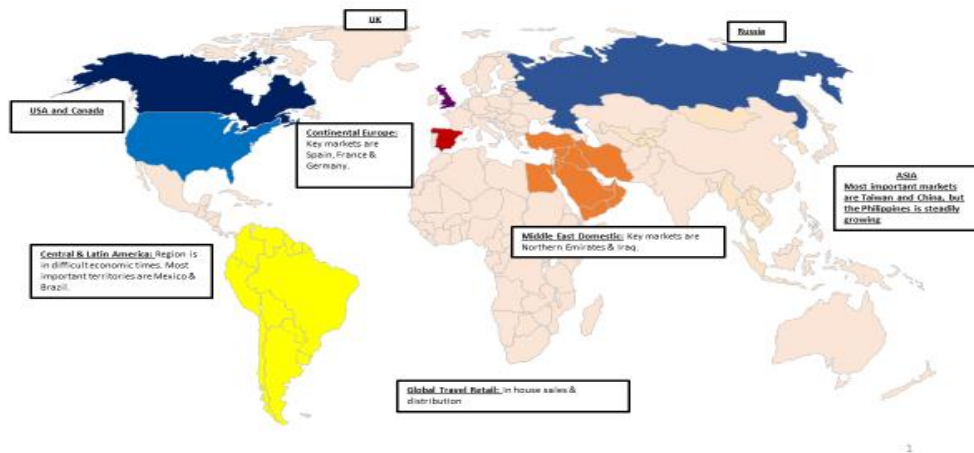 UK
Russia
USA and Canada
Continental Europe:
Key markets are
Spain, France &
Germany.
ASIA
Most important markets
are Taiwan and China, but
the Philippines is steadily
growing
Middle East Domestic: Key markets are
Northern Emirates & Iraq.
Central & Latin America: Region is
in difficult economic times. Most
important territories are Mexico &
Brazil.
Global Travel Retail: In house sales &
distribution
1